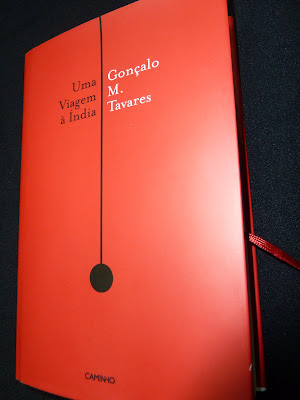 Uma
Viagem
à Índia
Gonçalo
M.
Tavares
CAMINHO